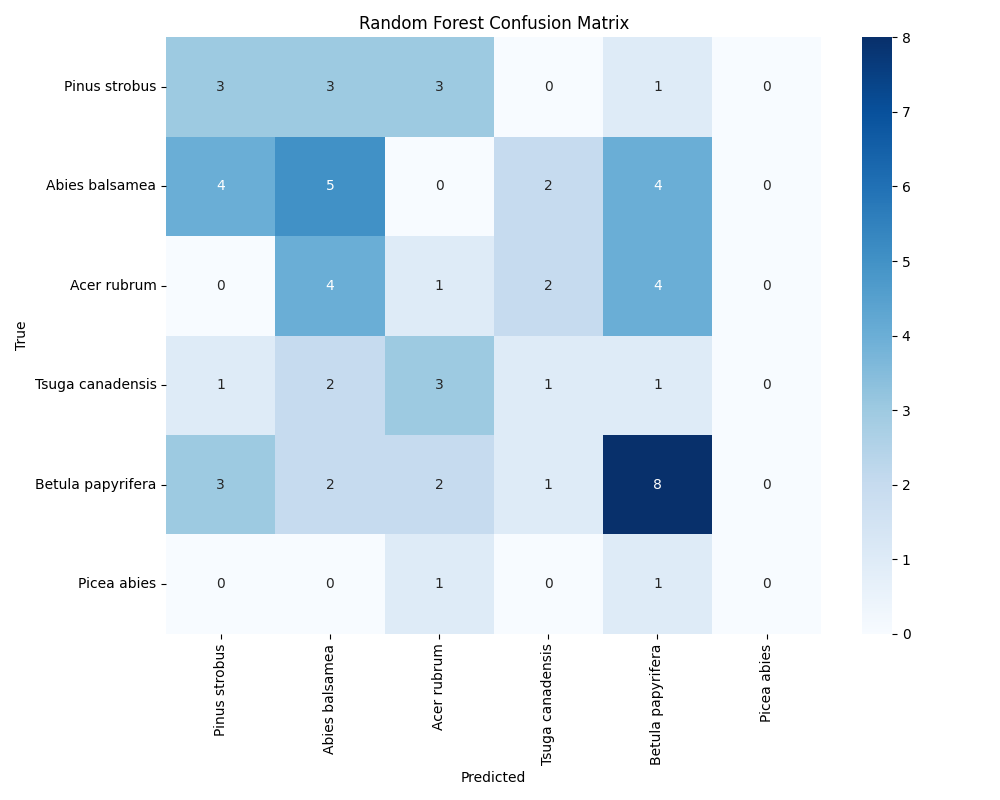 Random Forest Confusion Matrix
True
Pinus strobus 3 3 3 0 1 0
Abies balsamea 4 5 0 2 4 0
Acer rubrum 0 4 1 2 4 0
Tsuga canadensis 1 2 3 1 1 0
Betula papyrifera 3 2 2 1 8 0
Picea abies 0 0 1 0 1 0
Pinus strobus
Abies balsamea
Acer rubrum
Tsuga canadensis
Betula papyrifera
Picea abies
Predicted
8
7
6
5
4
3
2
1
0